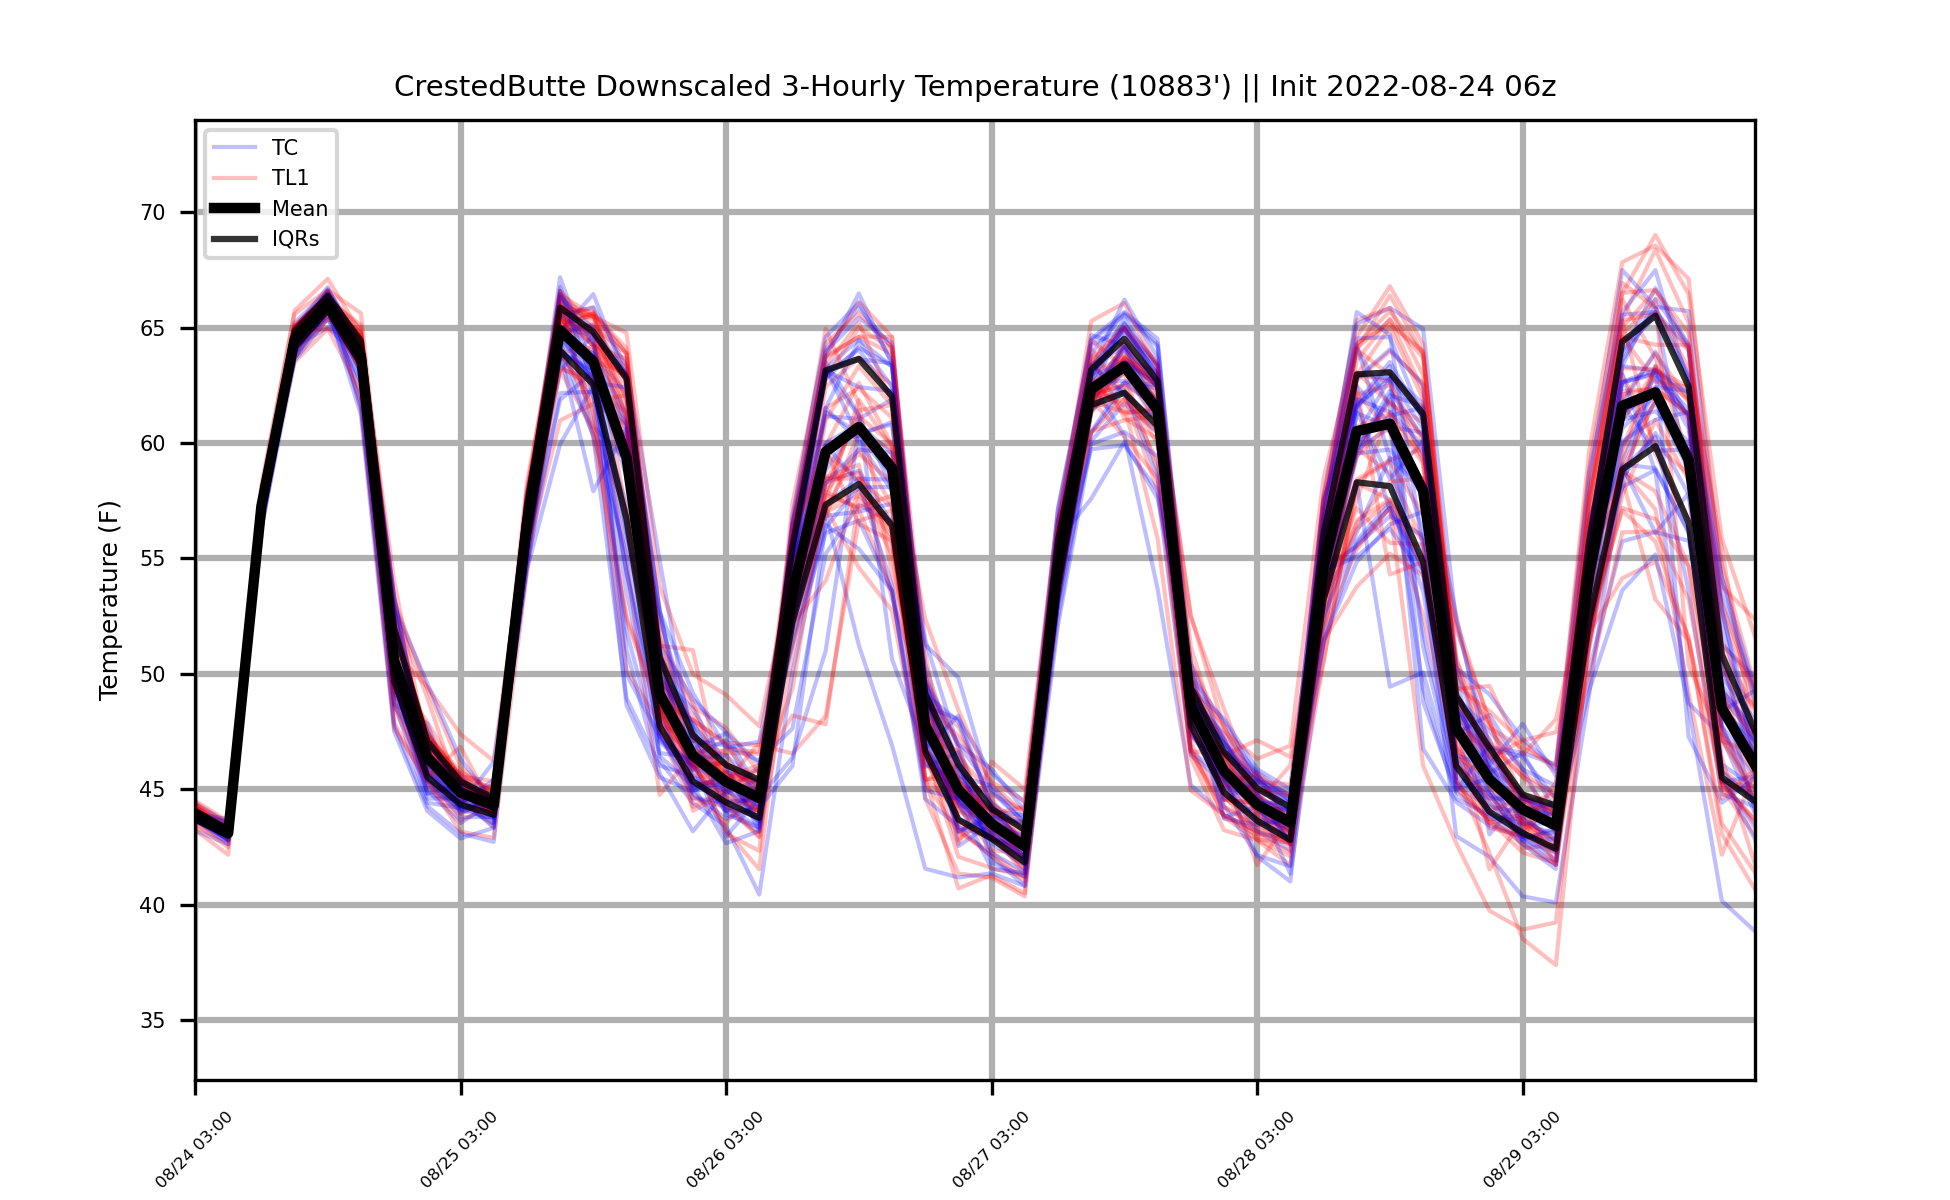 CrestedButte Downscaled 3-Hourly Temperature (10883') || Init 2022-08-24 06z
TC
TL1
Mean
IQRs
Temperature (F)
70
65
60
55
50
45
40
35
08/24 03:00
08/25 03:00
08/26 03:00
08/27 03:00
08/28 03:00
08/29 03:00